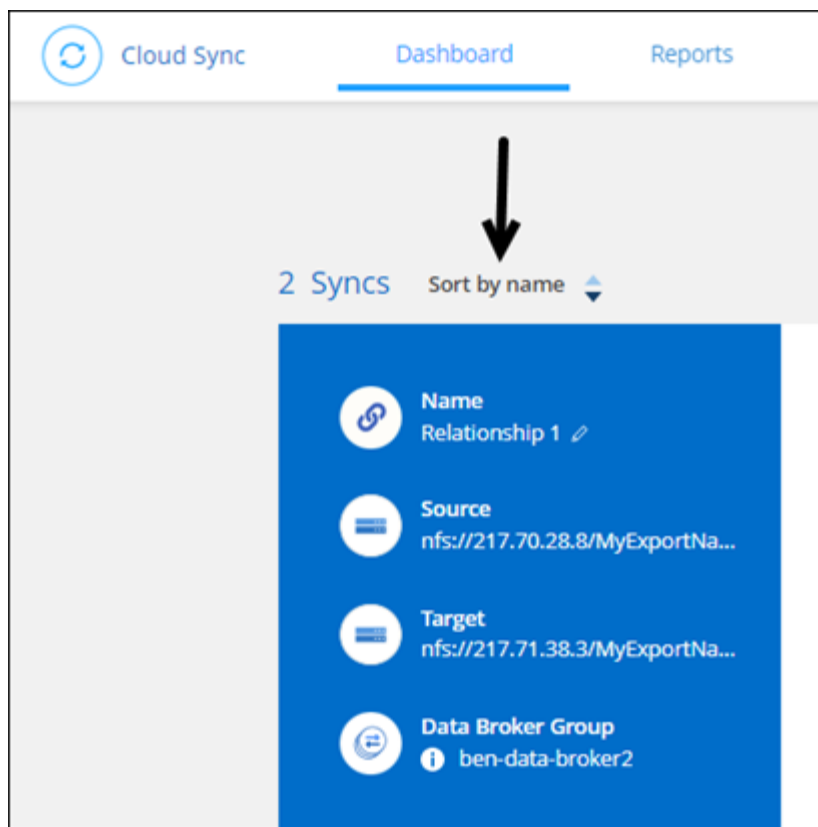 Cloud Sync Dashboard Reports
2 Syncs Sort by name
Name
Relationship 1
Source
nfs://217.70.28.8/MyExportNa...
Target
nfs://217.71.38.3/MyExportNa...
Data Broker Group
ben-data-broker2